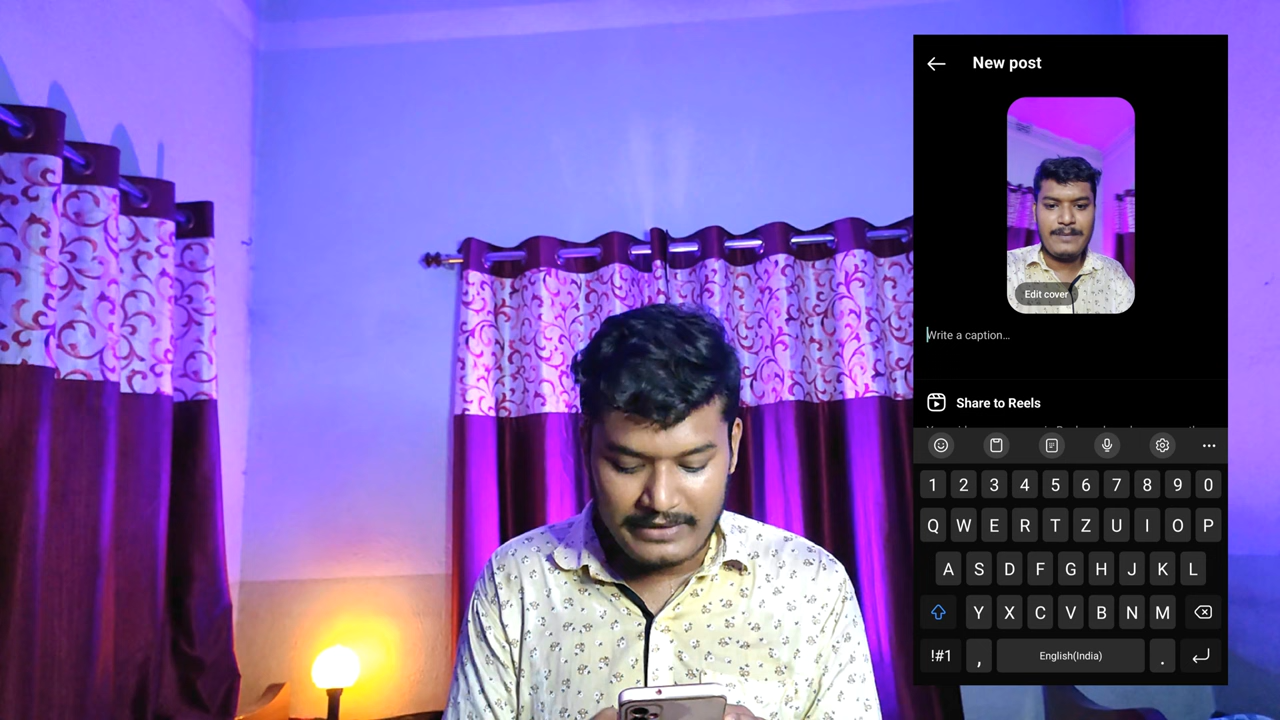 New post
Edit cover
Write a caption...
Share to Reels
1 2 3 4 5 6 7 8 9 0
Q W E R T Z U I O P
A S D F G H J K L
Y X C V B N M
!#1 , English(India) .